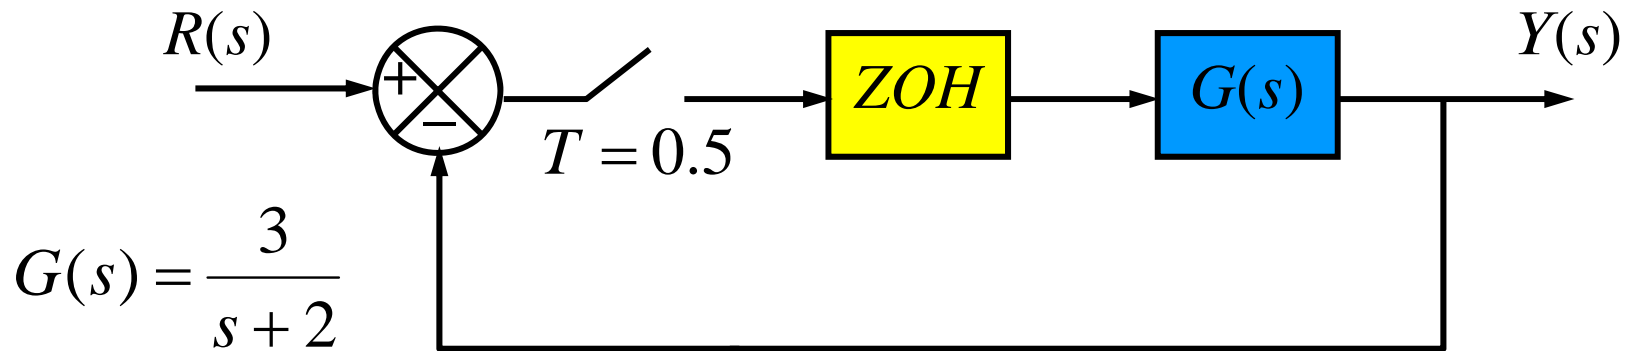 R(s)
Y(s)
+
−
ZOH
G(s)
T = 0.5
G(s) = 3/(s + 2)